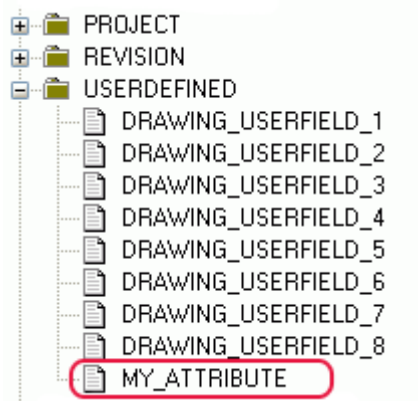 PROJECT
REVISION
USERDEFINED
DRAWING_USERFIELD_1
DRAWING_USERFIELD_2
DRAWING_USERFIELD_3
DRAWING_USERFIELD_4
DRAWING_USERFIELD_5
DRAWING_USERFIELD_6
DRAWING_USERFIELD_7
DRAWING_USERFIELD_8
MY_ATTRIBUTE